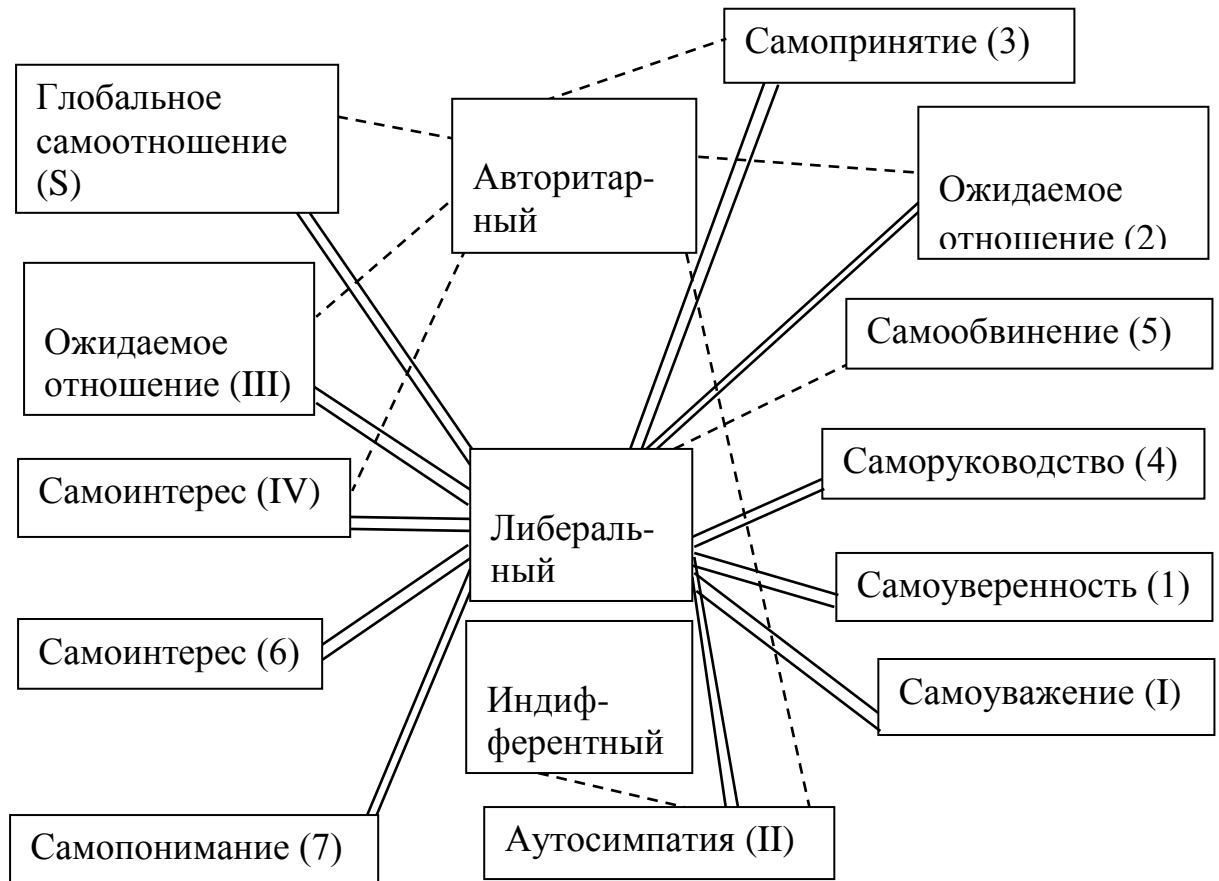 Самопринятие (3)
Глобальное
самоотношение
(S)
Авторитар-
ный
Ожидаемое
отношение (2)
Ожидаемое
отношение (III)
Самообвинение (5)
Самоинтерес (IV)
Либераль-
ный
Саморуководство (4)
Самоуверенность (1)
Самоинтерес (6)
Индиф-
ферентный
Самоуважение (I)
Самопонимание (7)
Аутосимпатия (II)